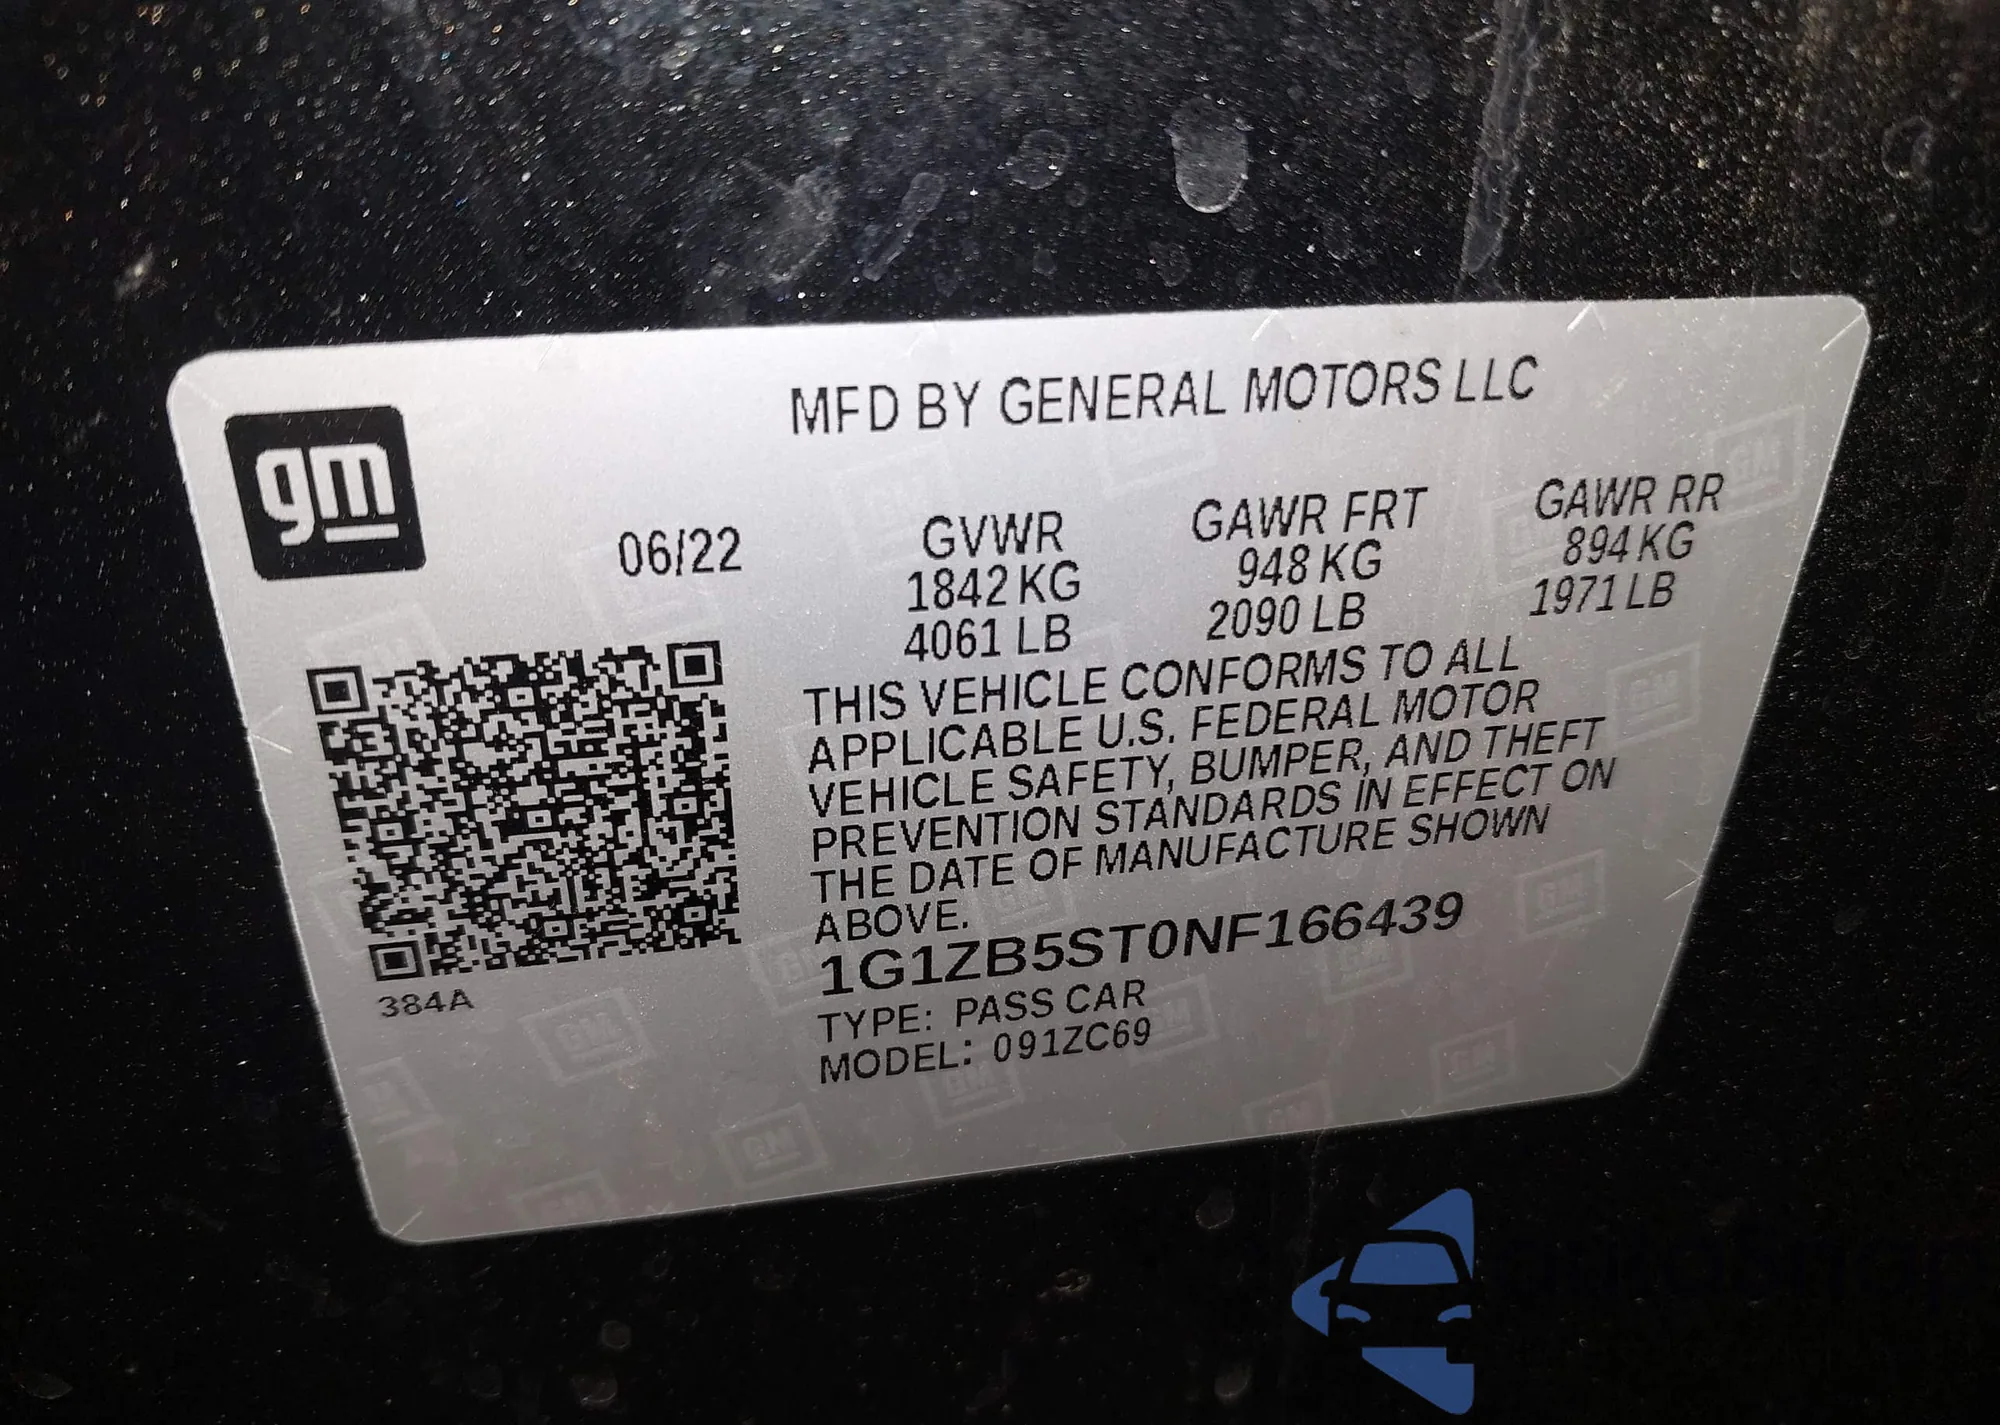 MFD BY GENERAL MOTORS LLC
gm
06/22
GVWR
1842 KG
4061 LB
GAWR FRT
948 KG
2090 LB
GAWR RR
894 KG
1971 LB
THIS VEHICLE CONFORMS TO ALL
APPLICABLE U.S. FEDERAL MOTOR
VEHICLE SAFETY, BUMPER, AND THEFT
PREVENTION STANDARDS IN EFFECT ON
THE DATE OF MANUFACTURE SHOWN
ABOVE.
1G1ZB5ST0NF166439
TYPE: PASS CAR
MODEL: 091ZC69
384A